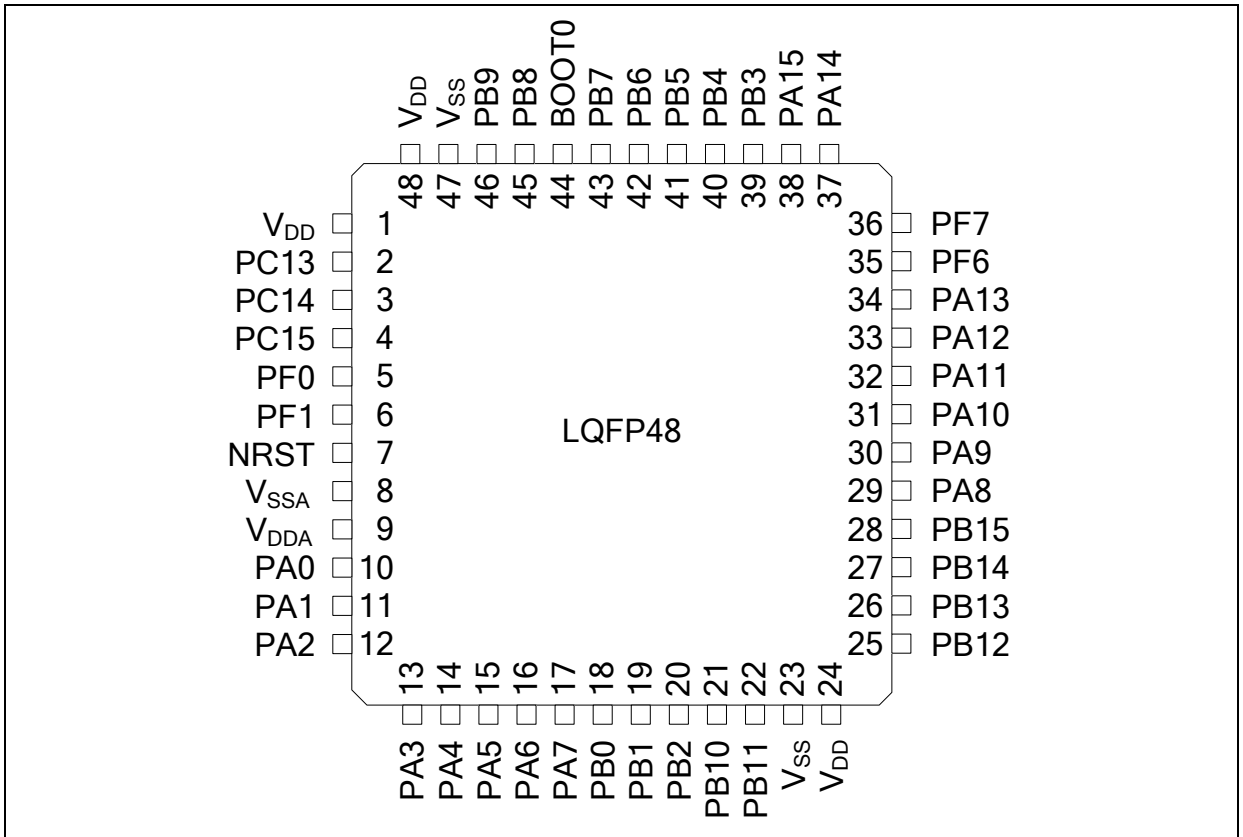 VDD
VSS
PB9
PB8
BOOT0
PB7
PB6
PB5
PB4
PB3
PA15
PA14
48
47
46
45
44
43
42
41
40
39
38
37
VDD 1
PC13 2
PC14 3
PC15 4
PF0 5
PF1 6
NRST 7
VSSA 8
VDDA 9
PA0 10
PA1 11
PA2 12
LQFP48
36 PF7
35 PF6
34 PA13
33 PA12
32 PA11
31 PA10
30 PA9
29 PA8
28 PB15
27 PB14
26 PB13
25 PB12
13
14
15
16
17
18
19
20
21
22
23
24
PA3
PA4
PA5
PA6
PA7
PB0
PB1
PB2
PB10
PB11
VSS
VDD